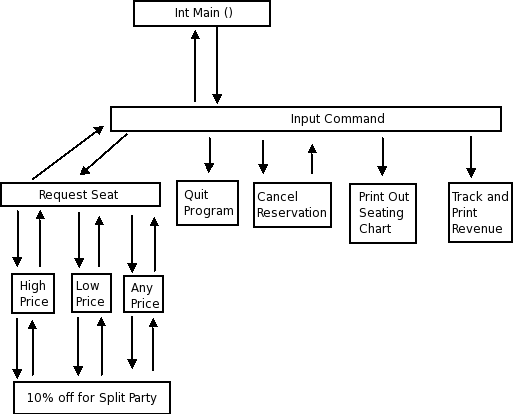 Int Main ()
Input Command
Request Seat
Quit
Program
Cancel
Reservation
Print Out
Seating
Chart
Track and
Print
Revenue
High
Price
Low
Price
Any
Price
10% off for Split Party